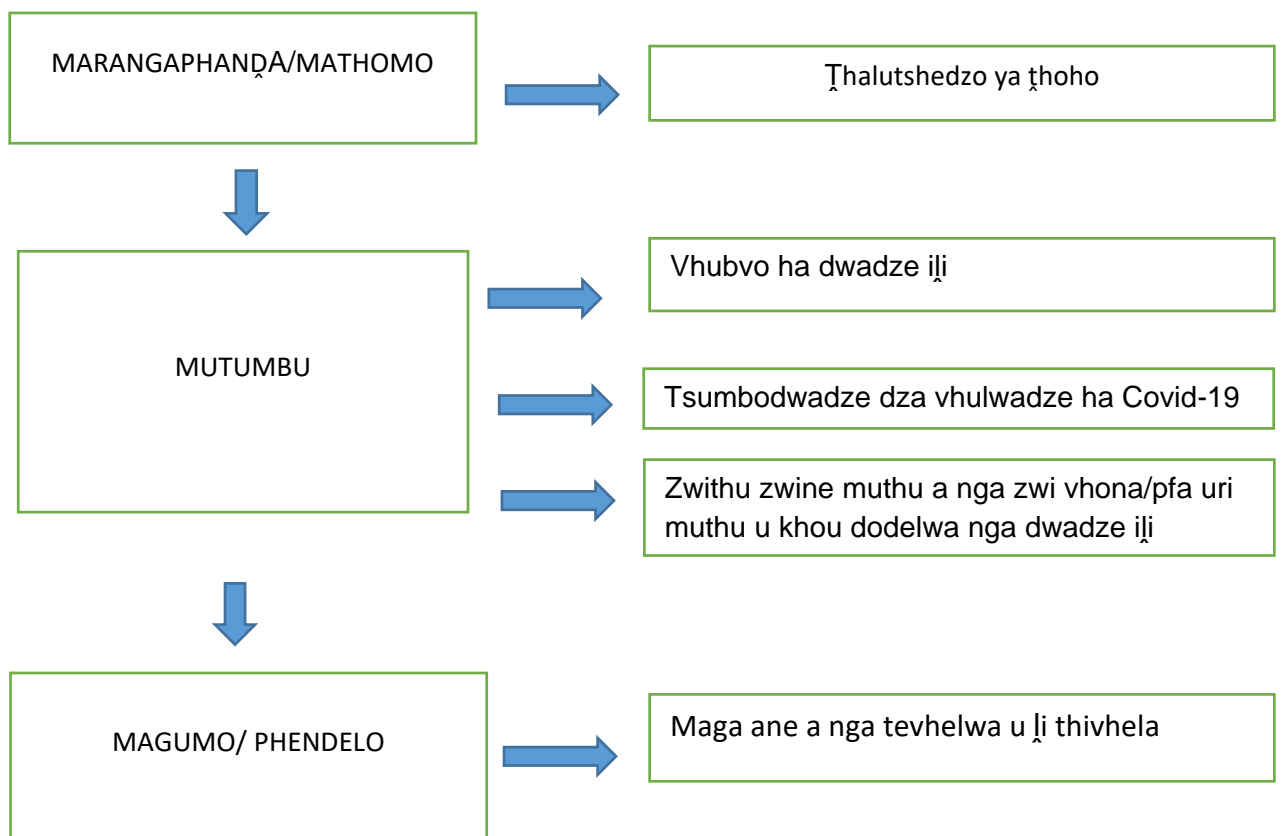 MARANGAPHANḒA/MATHOMO
Ṱhalutshedzo ya ṱhoho
Vhubvo ha dwadze iḽi
MUTUMBU
Tsumbodwadze dza vhulwadze ha Covid-19
Zwithu zwine muthu a nga zwi vhona/pfa uri
muthu u khou dodelwa nga dwadze iḽi
MAGUMO/ PHENDELO
Maga ane a nga tevhelwa u ḽi thivhela